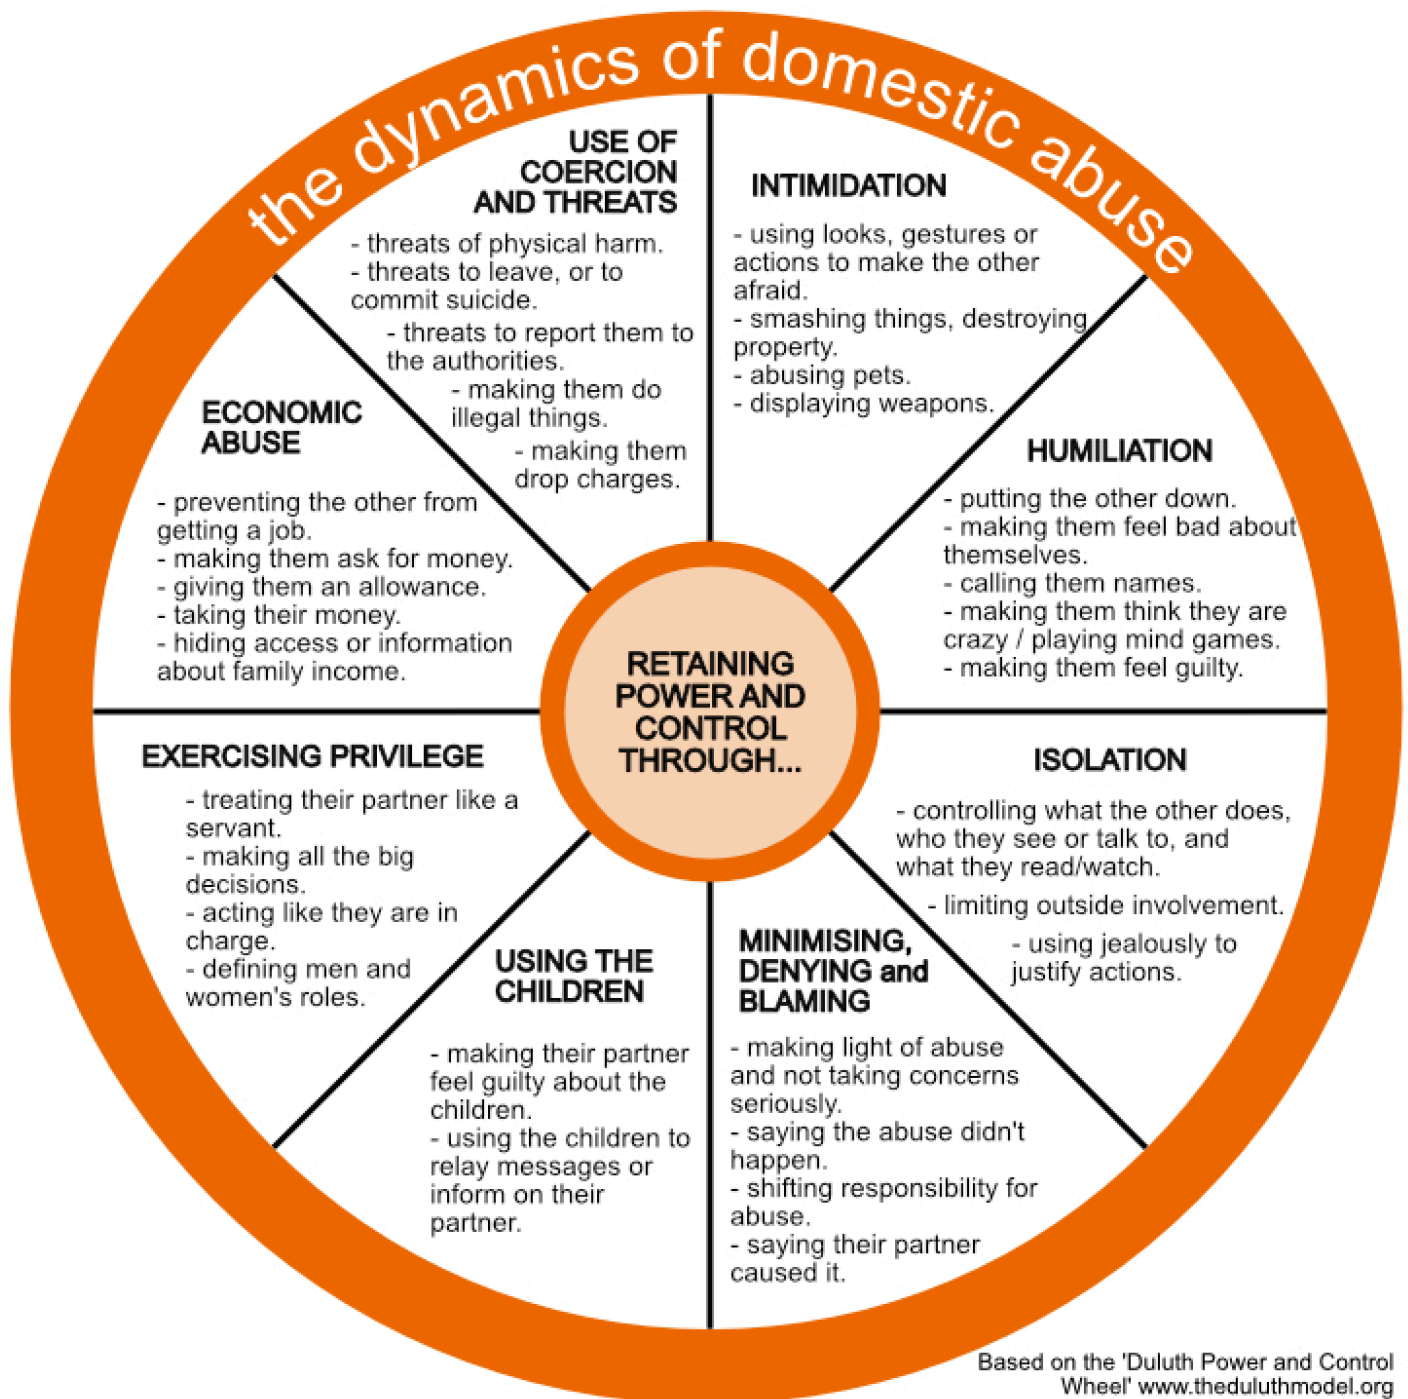 the dynamics of domestic abuse
USE OF
COERCION
AND THREATS
- threats of physical harm.
- threats to leave, or to
commit suicide.
- threats to report them to
the authorities.
- making them do
illegal things.
- making them
drop charges.
INTIMIDATION
- using looks, gestures or
actions to make the other
afraid.
- smashing things, destroying
property.
- abusing pets.
- displaying weapons.
HUMILIATION
- putting the other down.
- making them feel bad about
themselves.
- calling them names.
- making them think they are
crazy / playing mind games.
- making them feel guilty.
ISOLATION
- controlling what the other does,
who they see or talk to, and
what they read/watch.
- limiting outside involvement.
- using jealously to
justify actions.
MINIMISING,
DENYING and
BLAMING
- making light of abuse
and not taking concerns
seriously.
- saying the abuse didn't
happen.
- shifting responsibility for
abuse.
- saying their partner
caused it.
USING THE
CHILDREN
- making their partner
feel guilty about the
children.
- using the children to
relay messages or
inform on their
partner.
EXERCISING PRIVILEGE
- treating their partner like a
servant.
- making all the big
decisions.
- acting like they are in
charge.
- defining men and
women's roles.
ECONOMIC
ABUSE
- preventing the other from
getting a job.
- making them ask for money.
- giving them an allowance.
- taking their money.
- hiding access or information
about family income.
RETAINING
POWER AND
CONTROL
THROUGH...
Based on the 'Duluth Power and Control
Wheel' www.theduluthmodel.org